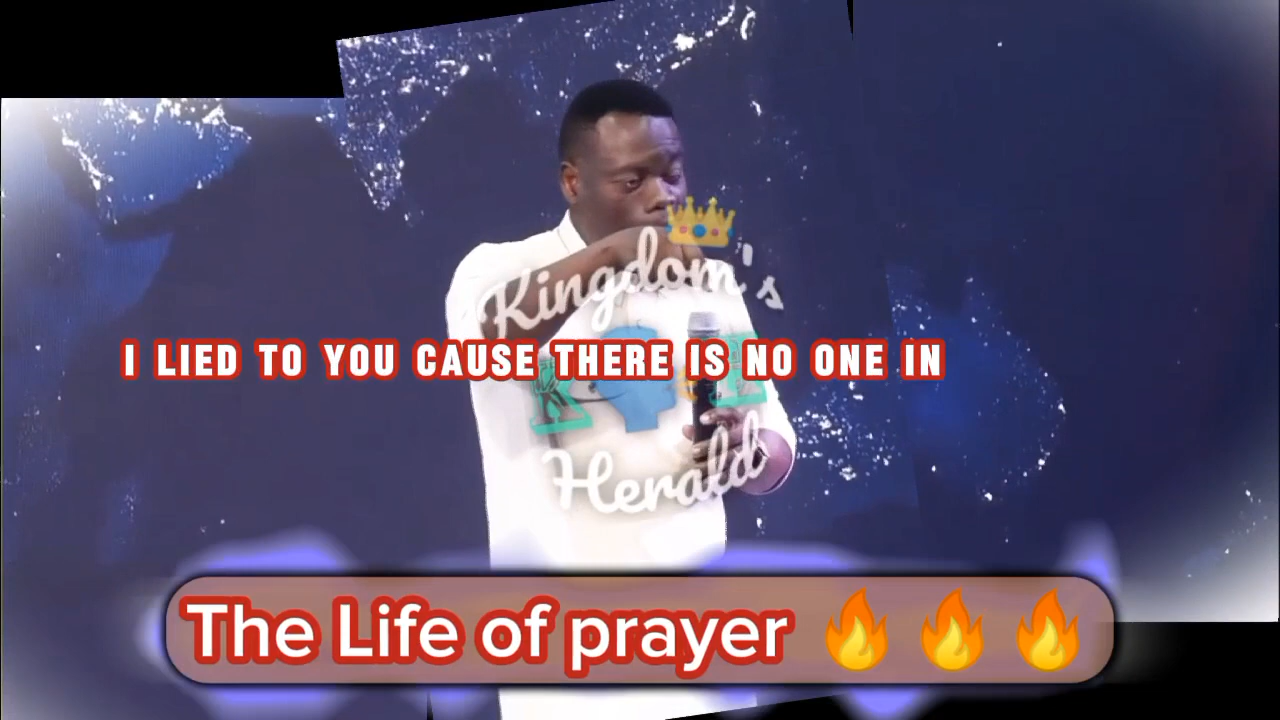 Kingdom's
I LIED TO YOU CAUSE THERE IS NO ONE IN
K E
Herald
The Life of prayer 🔥🔥🔥